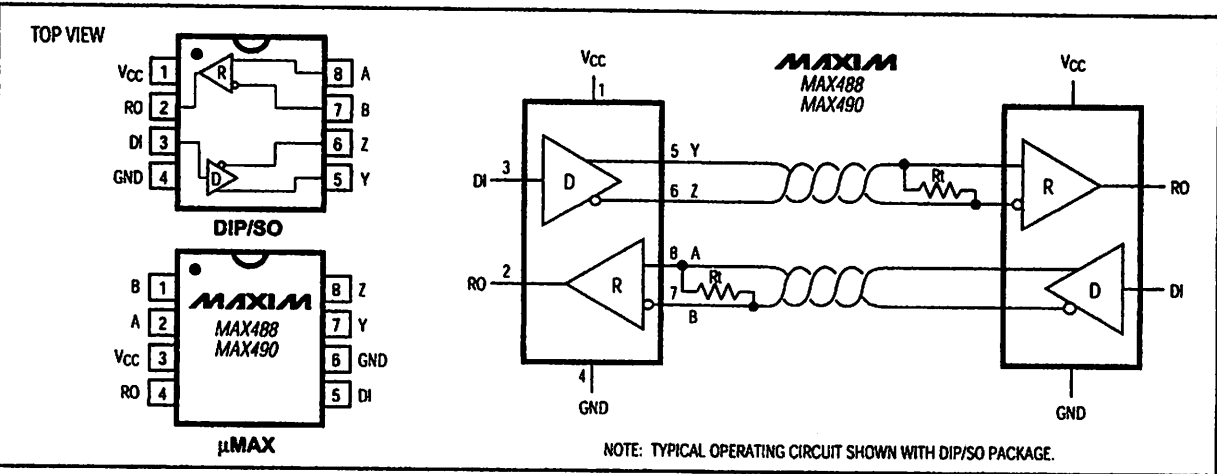 TOP VIEW
VCC 1
RO 2
DI 3
GND 4
8 A
7 B
6 Z
5 Y
R
D
DIP/SO
B 1
A 2
VCC 3
RO 4
8 Z
7 Y
6 GND
5 DI
MAXIM
MAX488
MAX490
µMAX
VCC
1
MAXIM
MAX488
MAX490
VCC
DI 3
D
5 Y
6 Z
Rt
R
RO
RO 2
R
8 A
Rt
7
B
D
DI
4
GND
GND
NOTE: TYPICAL OPERATING CIRCUIT SHOWN WITH DIP/SO PACKAGE.